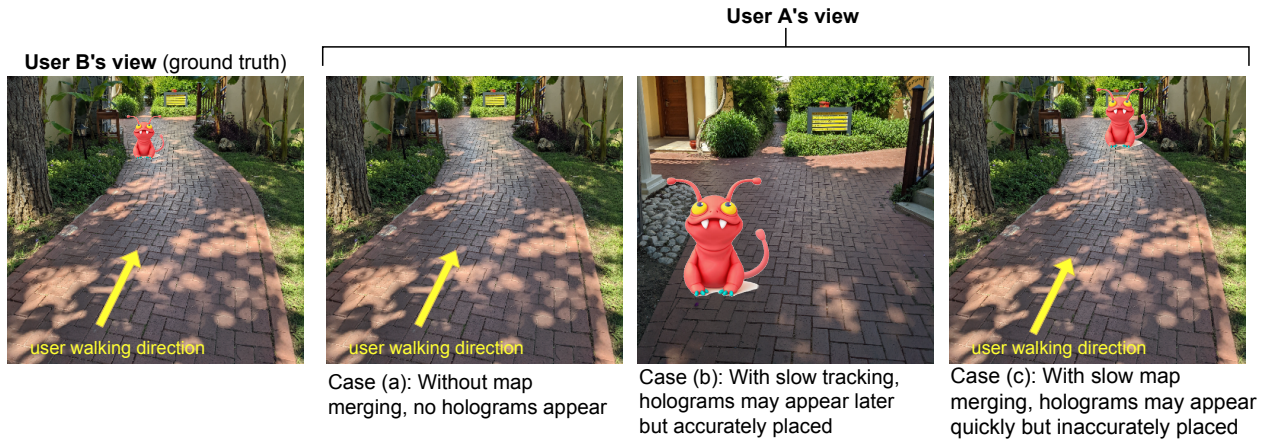 User A's view
User B's view (ground truth)
user walking direction
user walking direction
user walking direction
Case (a): Without map
merging, no holograms appear
Case (b): With slow tracking,
holograms may appear later
but accurately placed
Case (c): With slow map
merging, holograms may appear
quickly but inaccurately placed